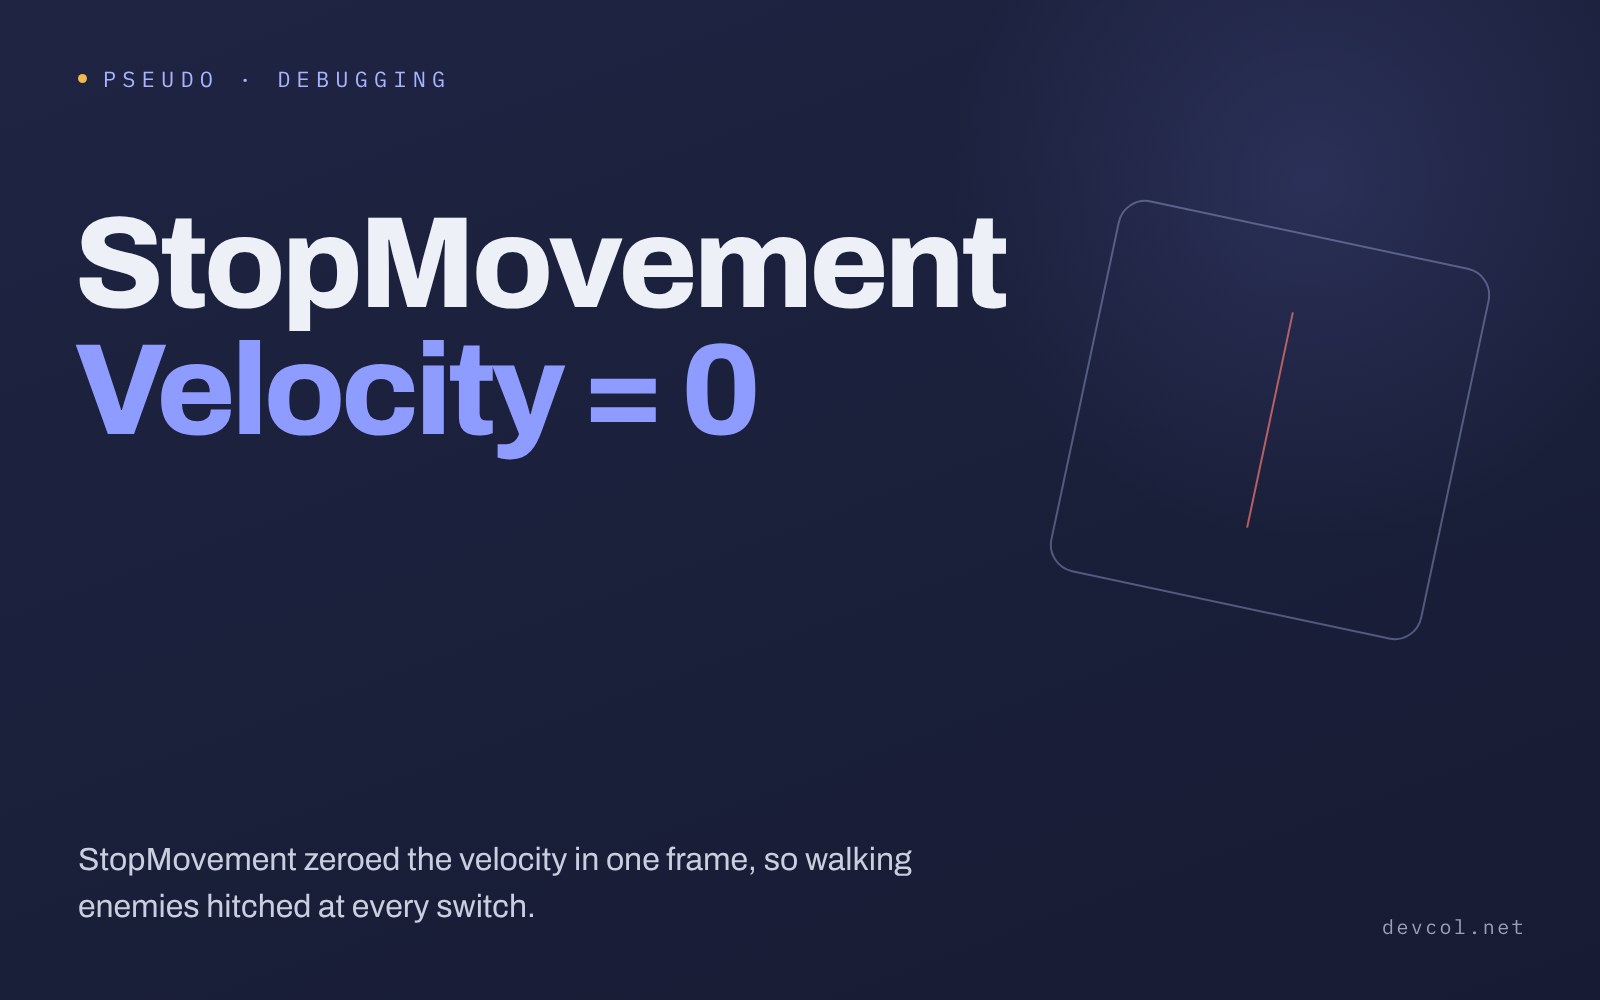 PSEUDO · DEBUGGING
StopMovement
Velocity = 0
StopMovement zeroed the velocity in one frame, so walking
enemies hitched at every switch.
devcol.net